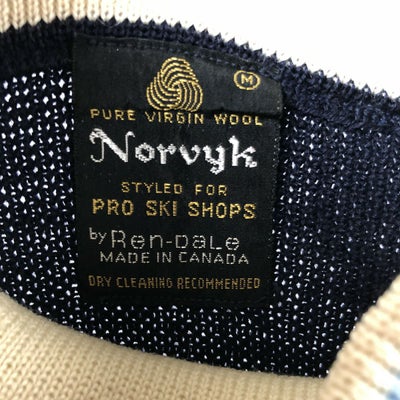 M
PURE VIRGIN WOOL
Norvyk
STYLED FOR
PRO SKI SHOPS
by Ren-Dale
MADE IN CANADA
DRY CLEANING RECOMMENDED